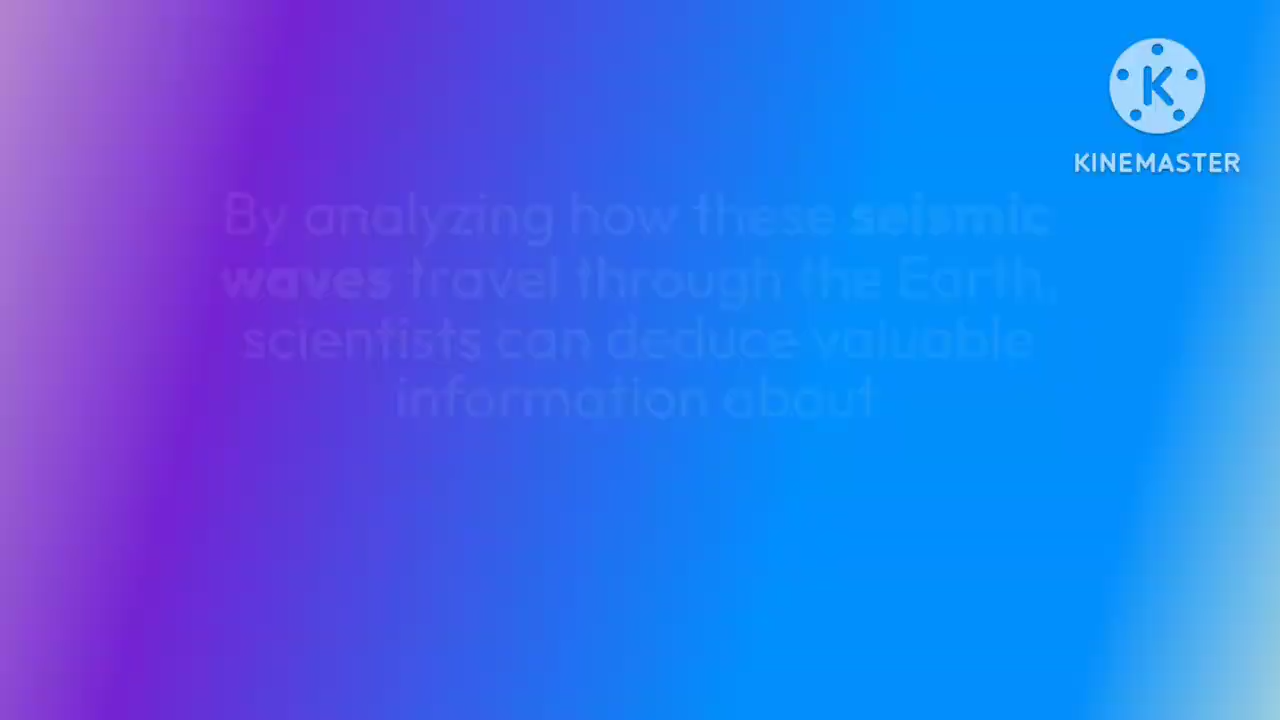 KINEMASTER
By analyzing how these seismic
waves travel through the Earth,
scientists can deduce valuable
information about